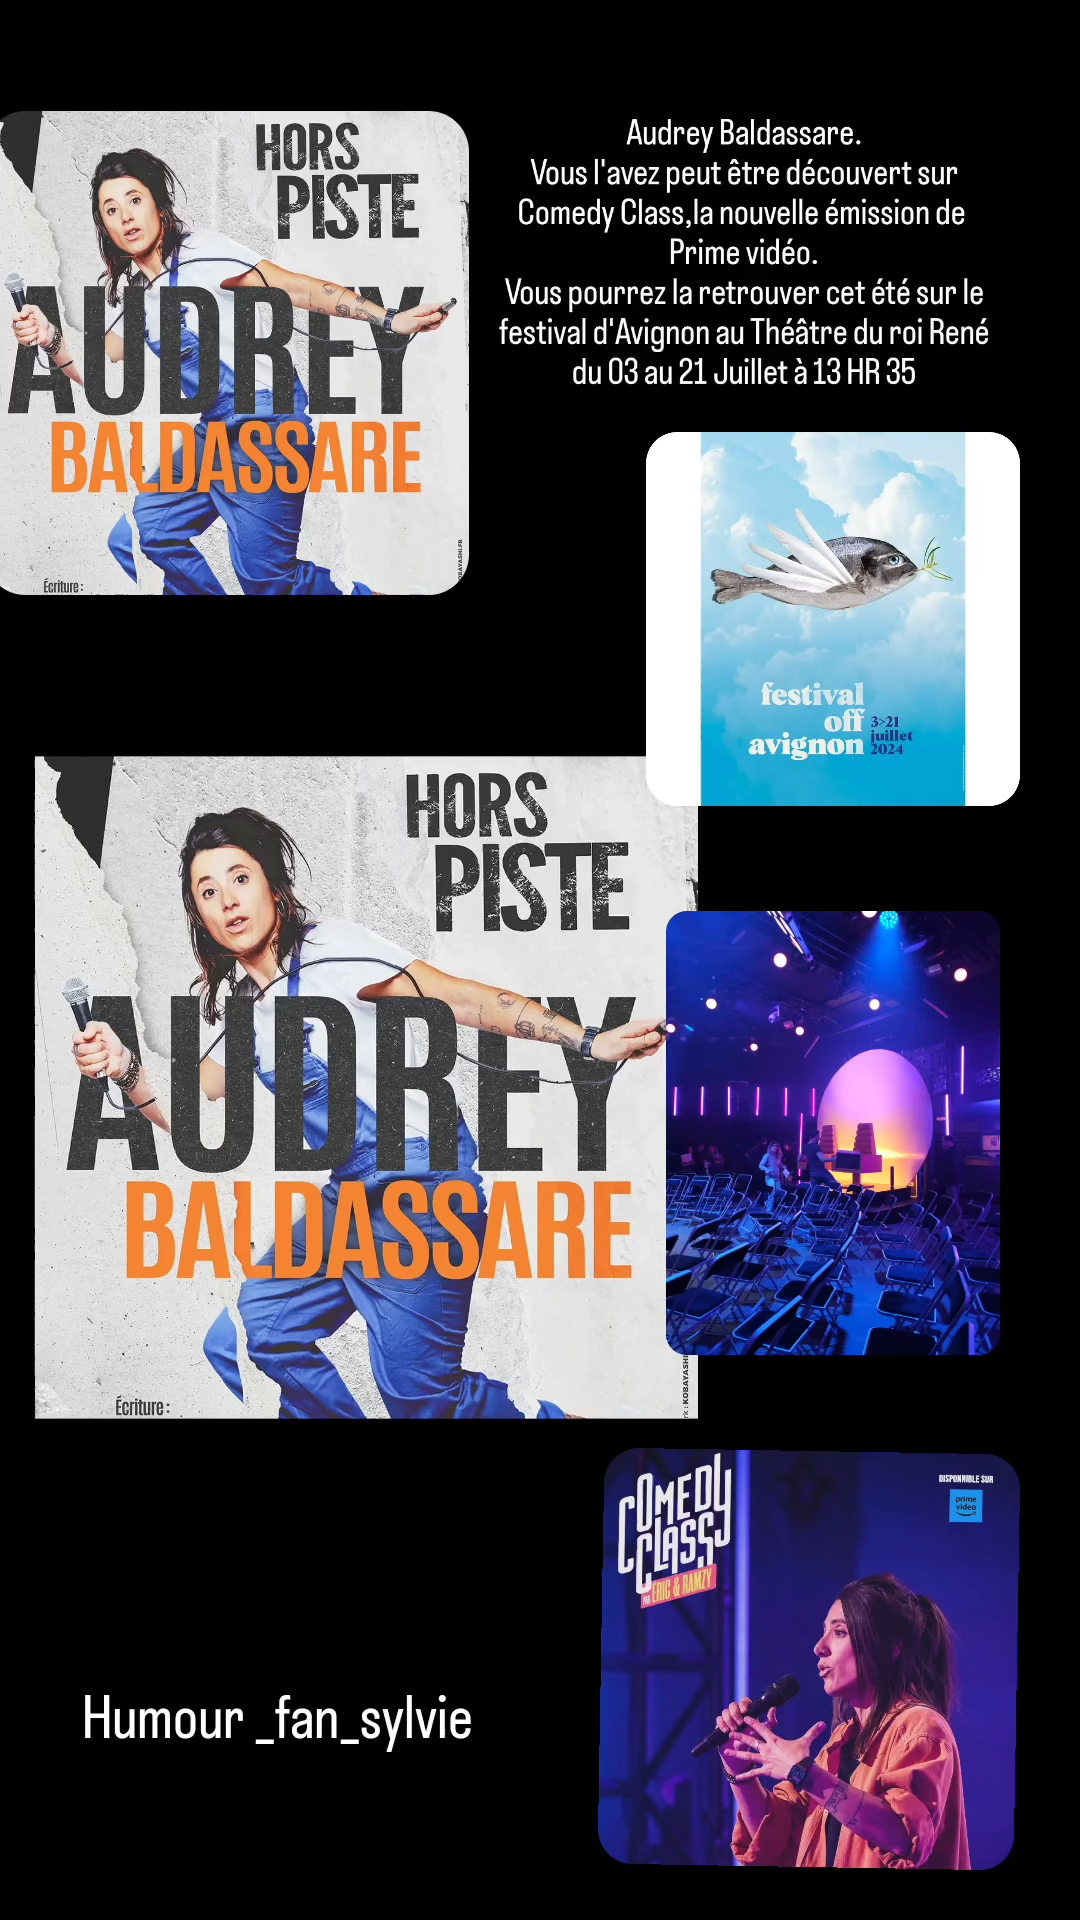 HORS
PISTE
AUDREY
BALDASSARE
Écriture :
Audrey Baldassare.
Vous l'avez peut être découvert sur
Comedy Class,la nouvelle émission de
Prime vidéo.
Vous pourrez la retrouver cet été sur le
festival d'Avignon au Théâtre du roi René
du 03 au 21 Juillet à 13 HR 35
festival
off
avignon
3>21
juillet
2024
HORS
PISTE
AUDREY
BALDASSARE
Écriture :
COMEDY
CLASS
PAR ERIC & RAMZY
DISPONIBLE SUR
prime
video
Humour _fan_sylvie